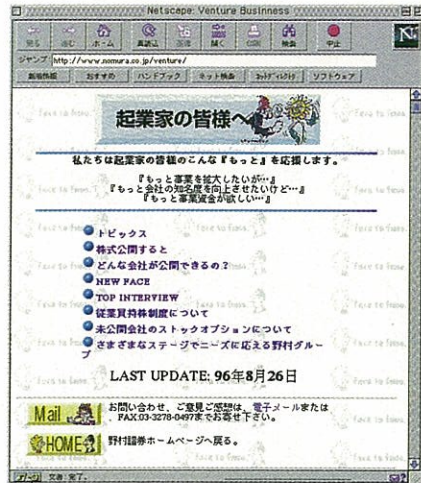 Netscape: Venture Businness
戻る 進む ホーム 再読込 画像 開く 印刷 検索 中止
N
ジャンプ http://www.nomura.co.jp/venture/
新着情報 おすすめ ハンドブック ネット検索 ネットディレクトリ ソフトウェア
起業家の皆様へ
私たちは起業家の皆様のこんな『もっと』を応援します。
『もっと事業を拡大したいが…』
『もっと会社の知名度を向上させたいけど…』
『もっと事業資金が欲しい…』
トピックス
株式公開すると
どんな会社が公開できるの?
NEW FACE
TOP INTERVIEW
従業員持株制度について
未公開会社のストックオプションについて
さまざまなステージでニーズに応える野村グルー
プ
LAST UPDATE: 96年8月26日
Mail お問い合わせ、ご意見ご感想は、電子メールまたは
、FAX:03-3278-0497までお寄せ下さい。
HOME 野村證券ホームページへ戻る。
文書: 完了.